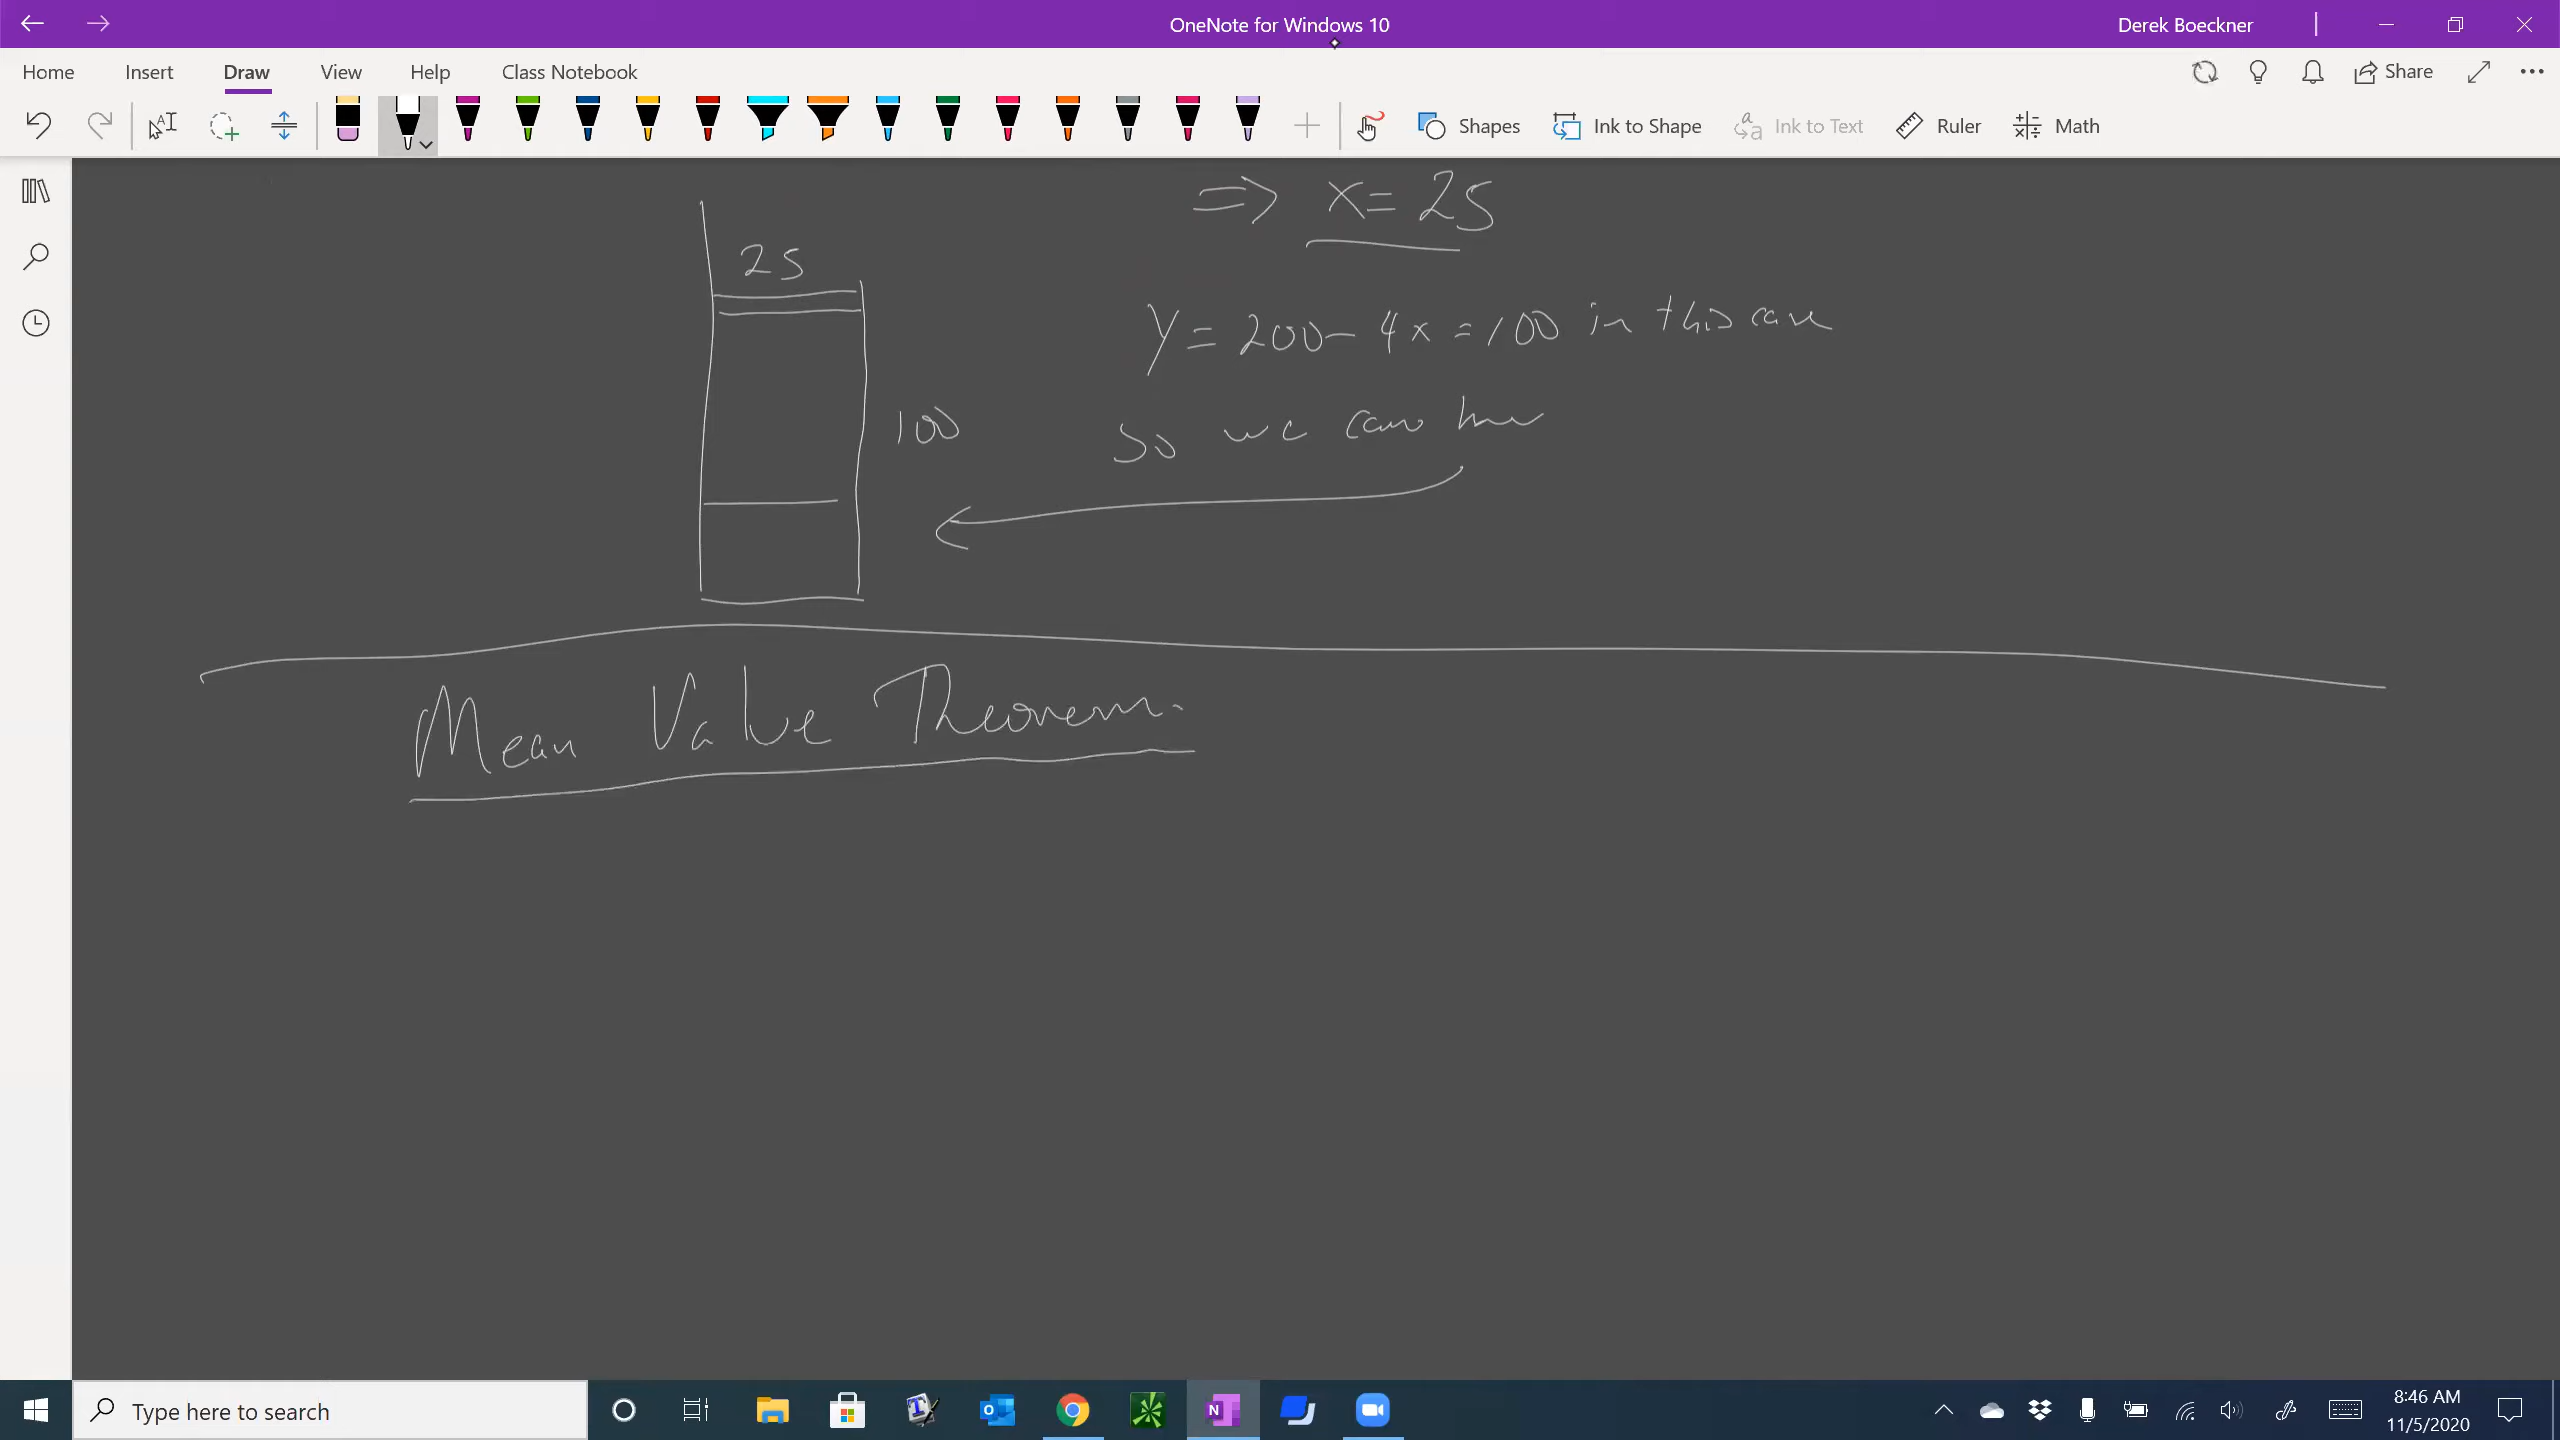 OneNote for Windows 10
Derek Boeckner
Home Insert Draw View Help Class Notebook
Share
Shapes Ink to Shape Ink to Text Ruler Math
=> x = 25
25
y = 200 - 4x = 100 in this case
100
so we can have
Mean Value Theorem.
Type here to search
8:46 AM
11/5/2020